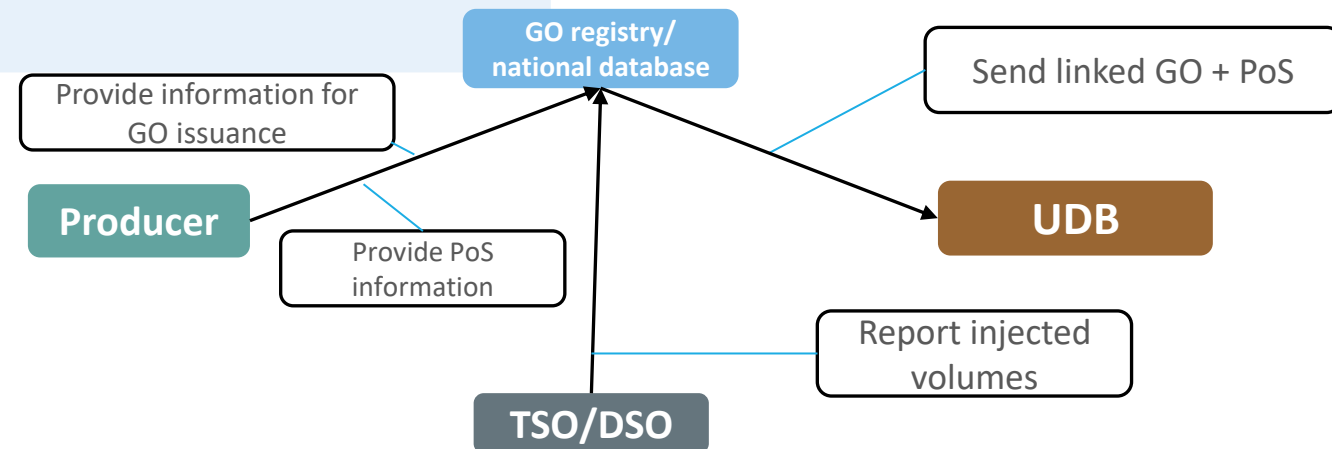 GO registry/
national database
Send linked GO + PoS
Provide information for
GO issuance
Producer
UDB
Provide PoS
information
Report injected
volumes
TSO/DSO